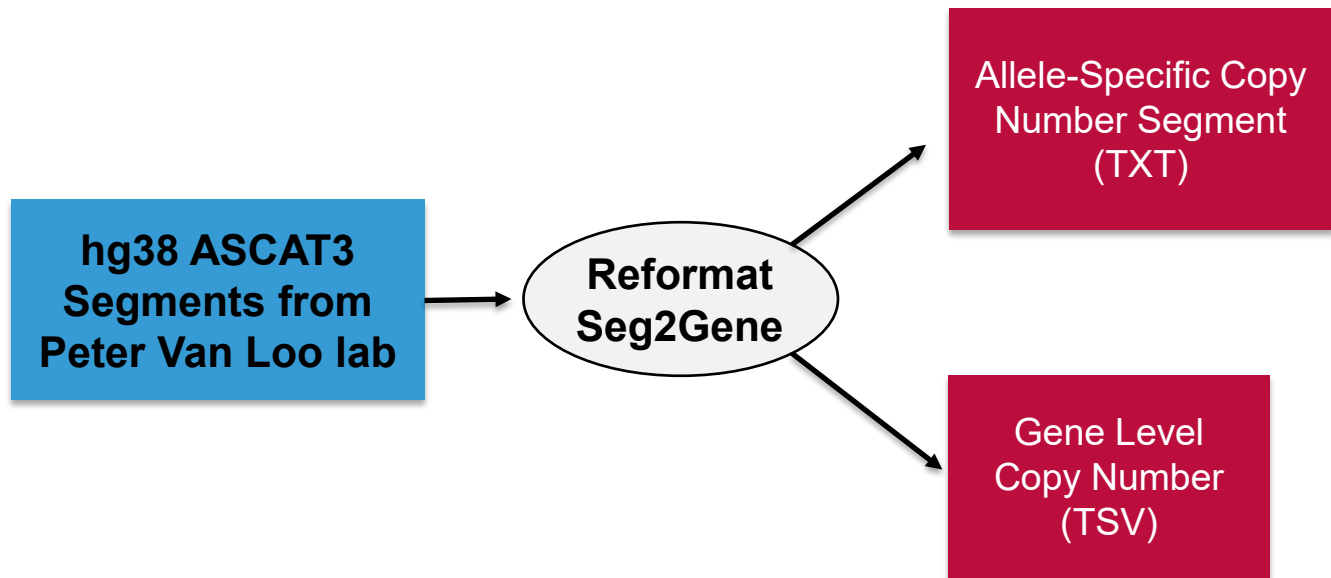 hg38 ASCAT3
Segments from
Peter Van Loo lab
Reformat
Seg2Gene
Allele-Specific Copy
Number Segment
(TXT)
Gene Level
Copy Number
(TSV)